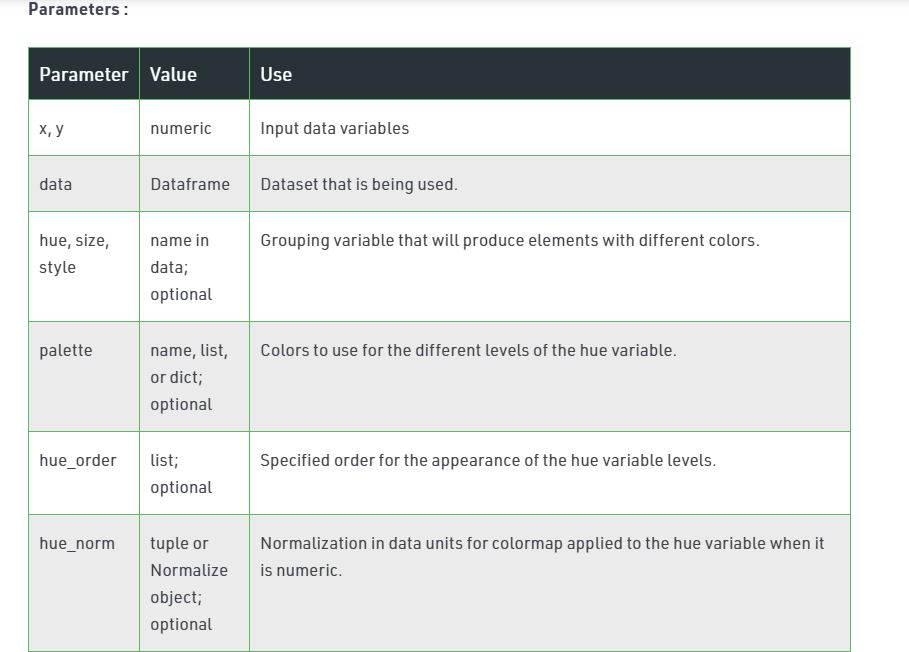 Parameters :
Parameter Value Use
x, y numeric Input data variables
data Dataframe Dataset that is being used.
hue, size, name in Grouping variable that will produce elements with different colors.
style data;
optional
palette name, list, Colors to use for the different levels of the hue variable.
or dict;
optional
hue_order list; Specified order for the appearance of the hue variable levels.
optional
hue_norm tuple or Normalization in data units for colormap applied to the hue variable when it
Normalize is numeric.
object;
optional